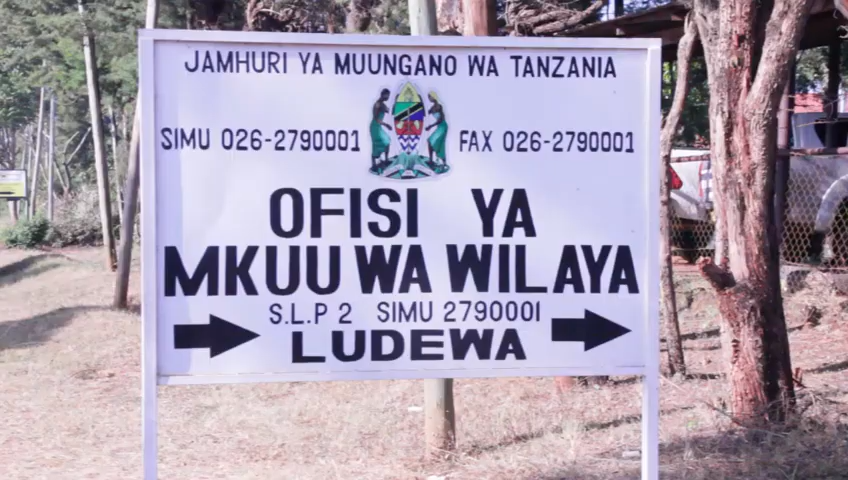 JAMHURI YA MUUNGANO WA TANZANIA
SIMU 026-2790001 FAX 026-2790001
OFISI YA
MKUU WA WILAYA
S.L.P 2 SIMU 2790001
LUDEWA